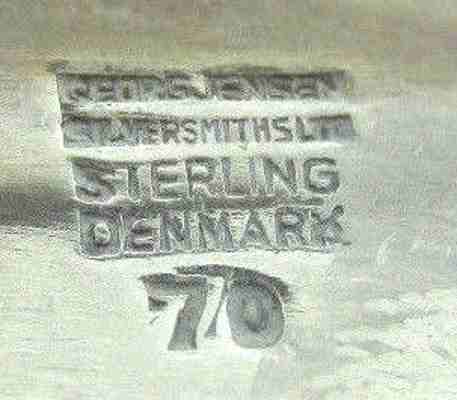 GEORG JENSEN
SILVERSMITHS LTD
STERLING
DENMARK
70